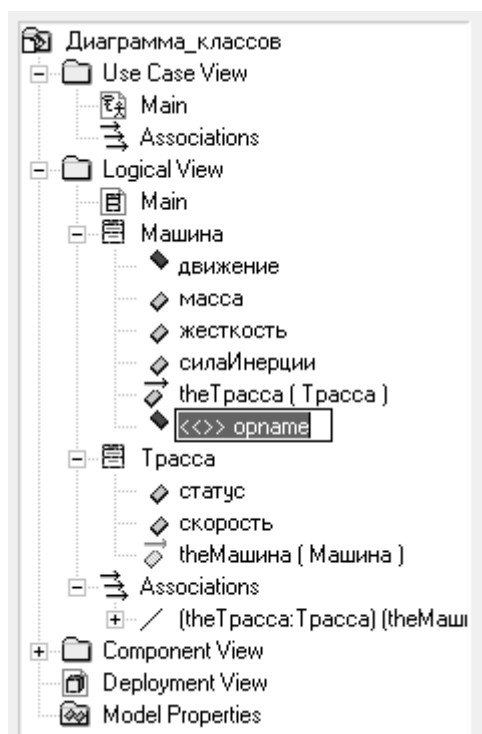 Диаграмма_классов
Use Case View
Main
Associations
Logical View
Main
Машина
движение
масса
жесткость
силаИнерции
theТрасса ( Трасса )
<<>> opname
Трасса
статус
скорость
theМашина ( Машина )
Associations
(theТрасса:Трасса) (theМаши
Component View
Deployment View
Model Properties